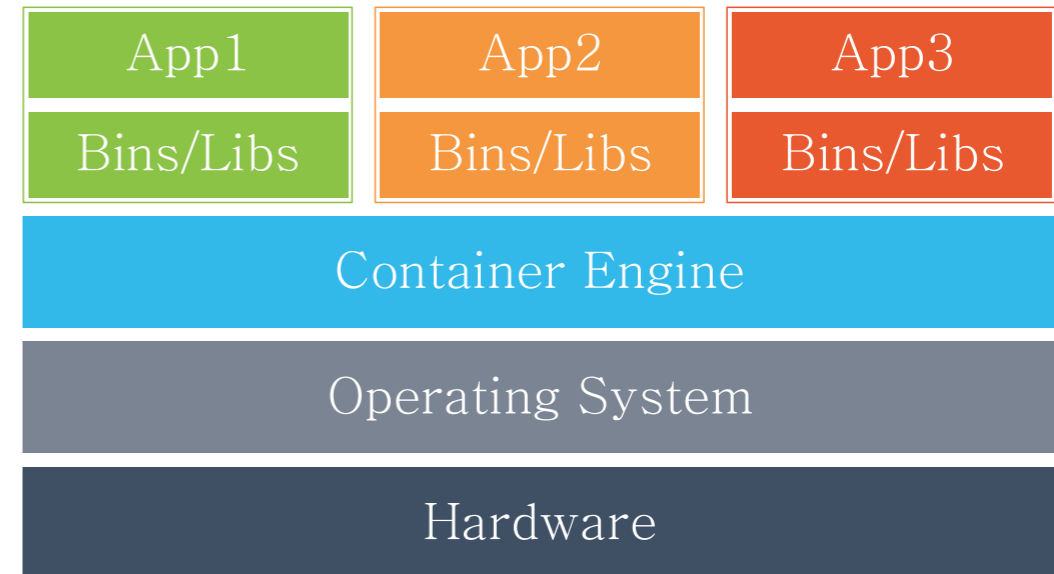 App1 App2 App3
Bins/Libs Bins/Libs Bins/Libs
Container Engine
Operating System
Hardware